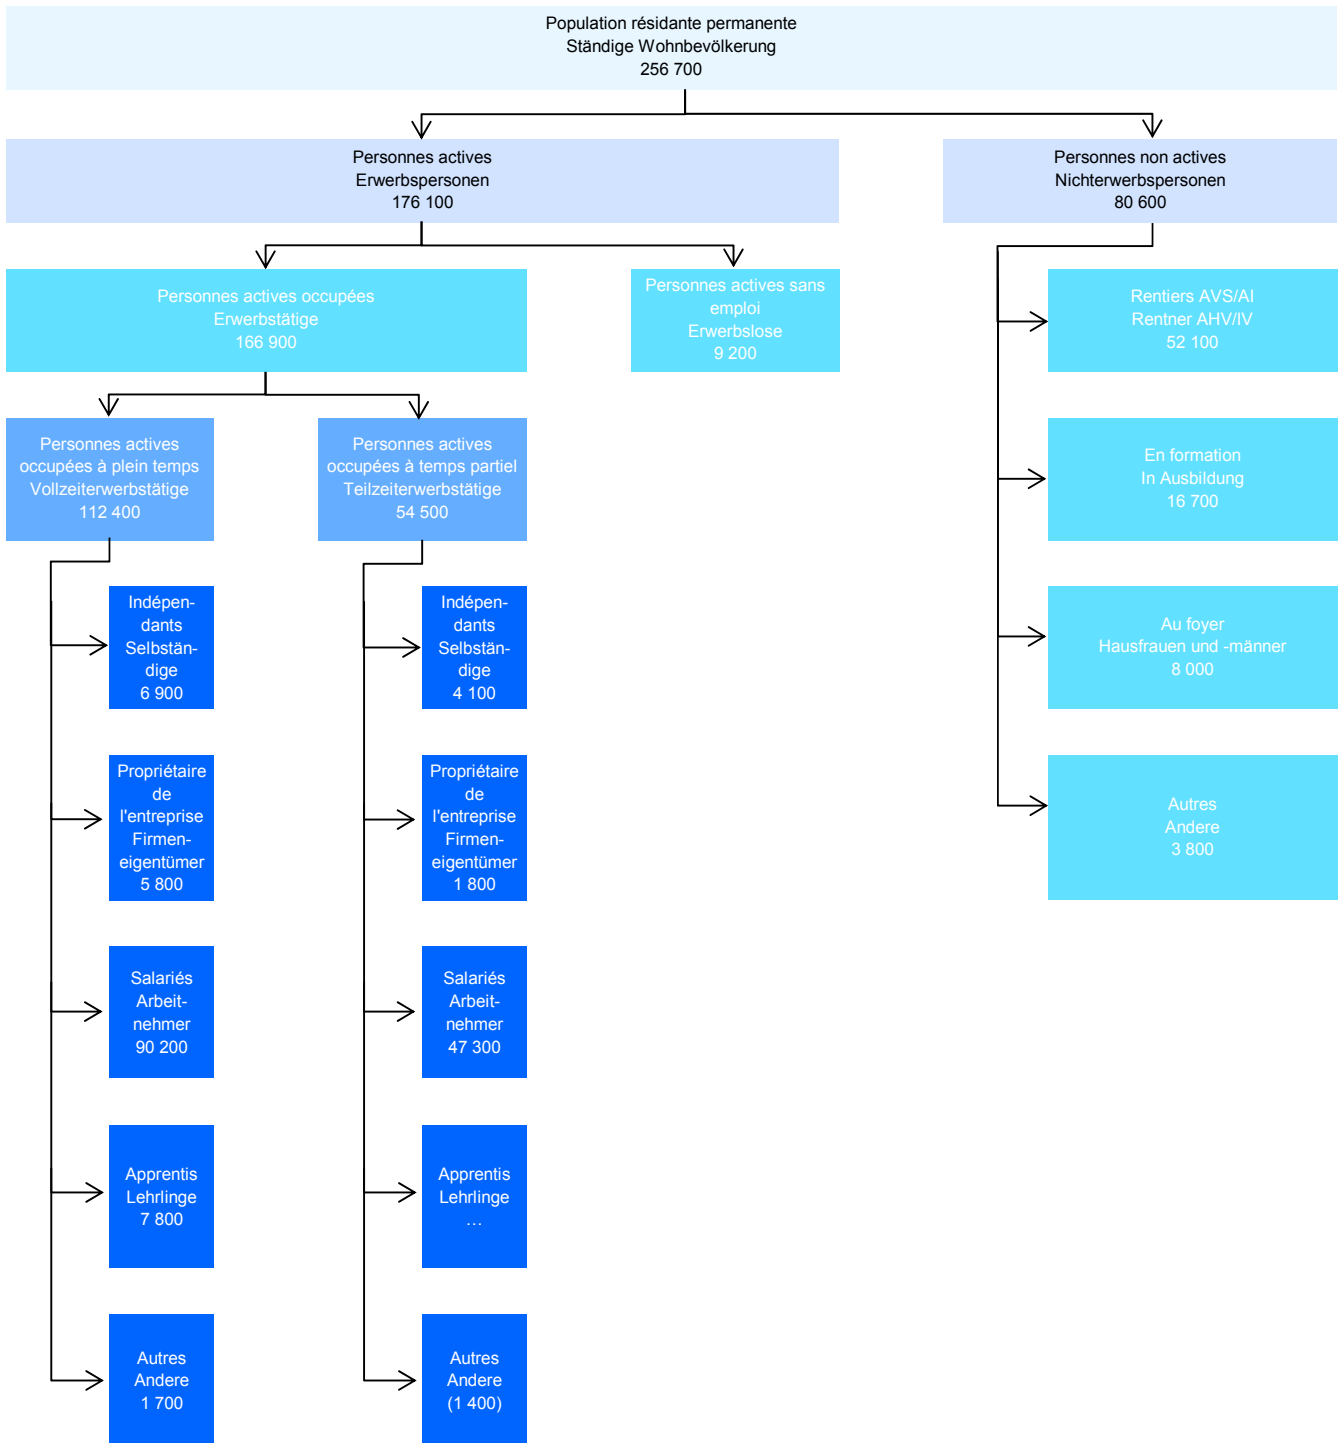 Population résidante permanente
Ständige Wohnbevölkerung
256 700
Personnes actives
Erwerbspersonen
176 100
Personnes non actives
Nichterwerbspersonen
80 600
Personnes actives occupées
Erwerbstätige
166 900
Personnes actives sans
emploi
Erwerbslose
9 200
Rentiers AVS/AI
Rentner AHV/IV
52 100
Personnes actives
occupées à plein temps
Vollzeiterwerbstätige
112 400
Personnes actives
occupées à temps partiel
Teilzeiterwerbstätige
54 500
En formation
In Ausbildung
16 700
Indépen-
dants
Selbstän-
dige
6 900
Indépen-
dants
Selbstän-
dige
4 100
Au foyer
Hausfrauen und -männer
8 000
Propriétaire
de
l'entreprise
Firmen-
eigentümer
5 800
Propriétaire
de
l'entreprise
Firmen-
eigentümer
1 800
Autres
Andere
3 800
Salariés
Arbeit-
nehmer
90 200
Salariés
Arbeit-
nehmer
47 300
Apprentis
Lehrlinge
7 800
Apprentis
Lehrlinge
…
Autres
Andere
1 700
Autres
Andere
(1 400)